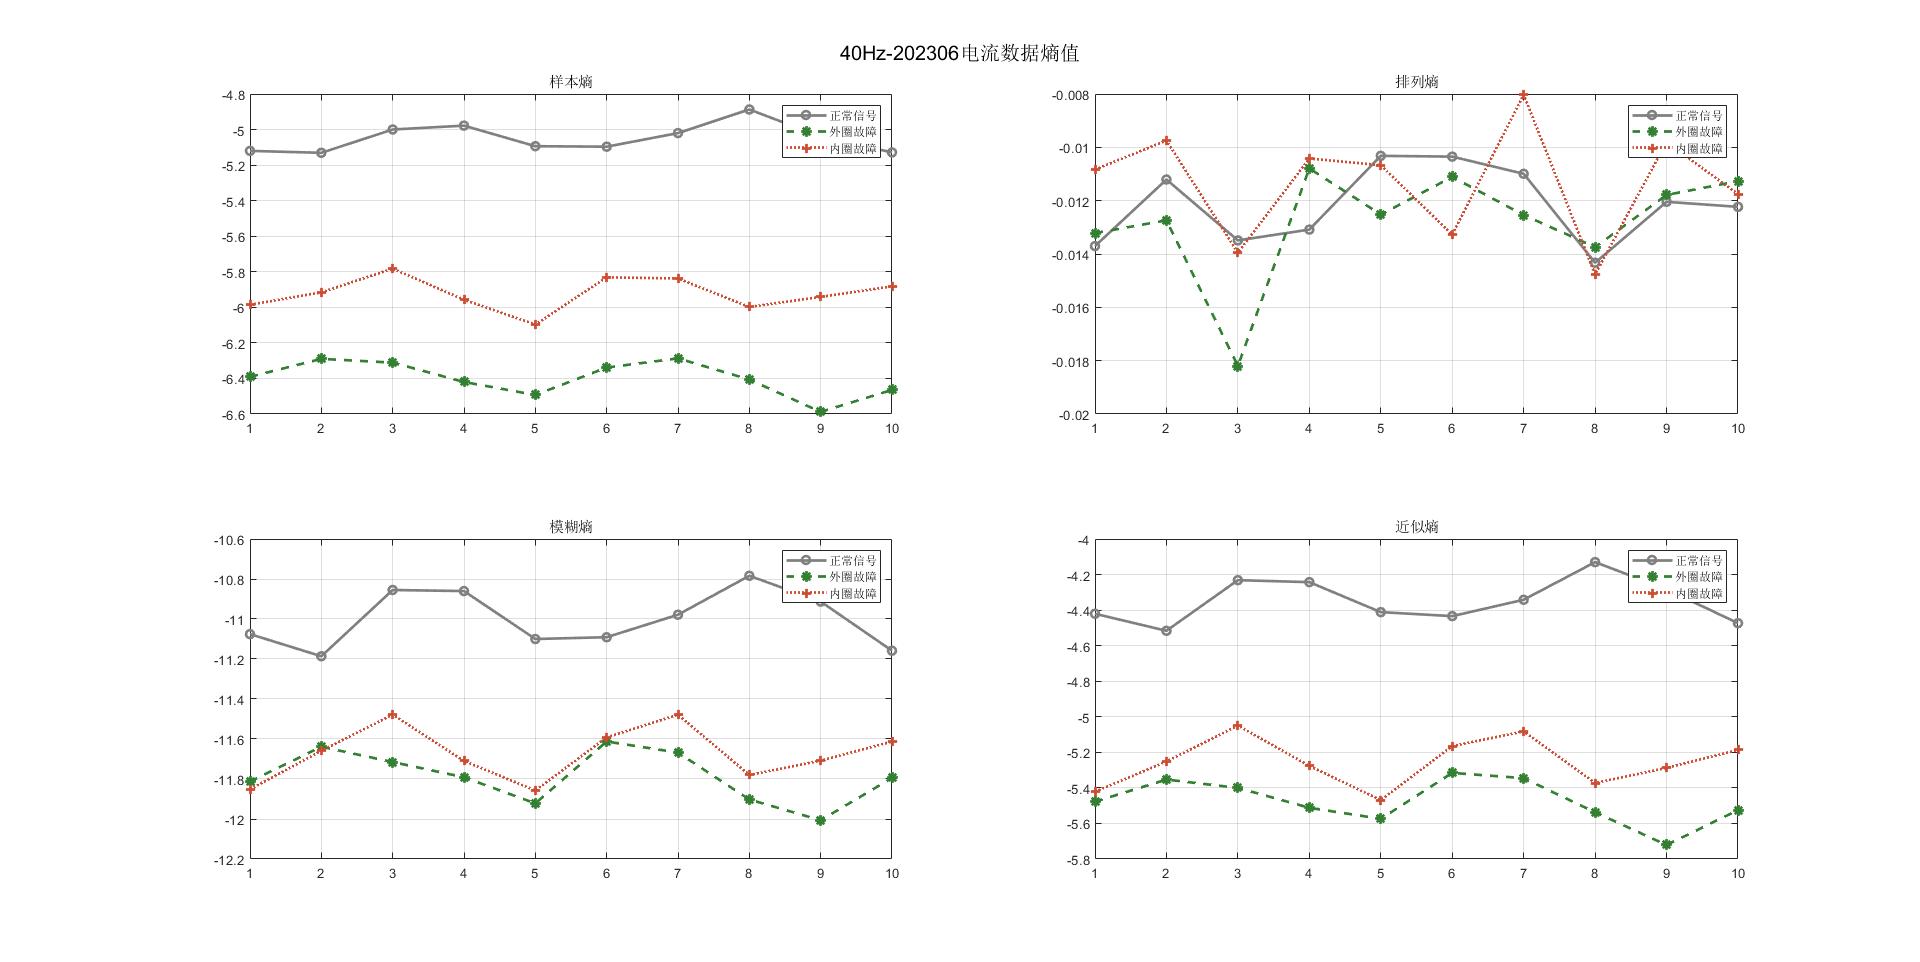 40Hz-202306电流数据熵值
样本熵
-4.8
-5
-5.2
-5.4
-5.6
-5.8
-6
-6.2
-6.4
-6.6
1 2 3 4 5 6 7 8 9 10
正常信号
外圈故障
内圈故障
排列熵
-0.008
-0.01
-0.012
-0.014
-0.016
-0.018
-0.02
1 2 3 4 5 6 7 8 9 10
正常信号
外圈故障
内圈故障
模糊熵
-10.6
-10.8
-11
-11.2
-11.4
-11.6
-11.8
-12
-12.2
1 2 3 4 5 6 7 8 9 10
正常信号
外圈故障
内圈故障
近似熵
-4
-4.2
-4.4
-4.6
-4.8
-5
-5.2
-5.4
-5.6
-5.8
1 2 3 4 5 6 7 8 9 10
正常信号
外圈故障
内圈故障